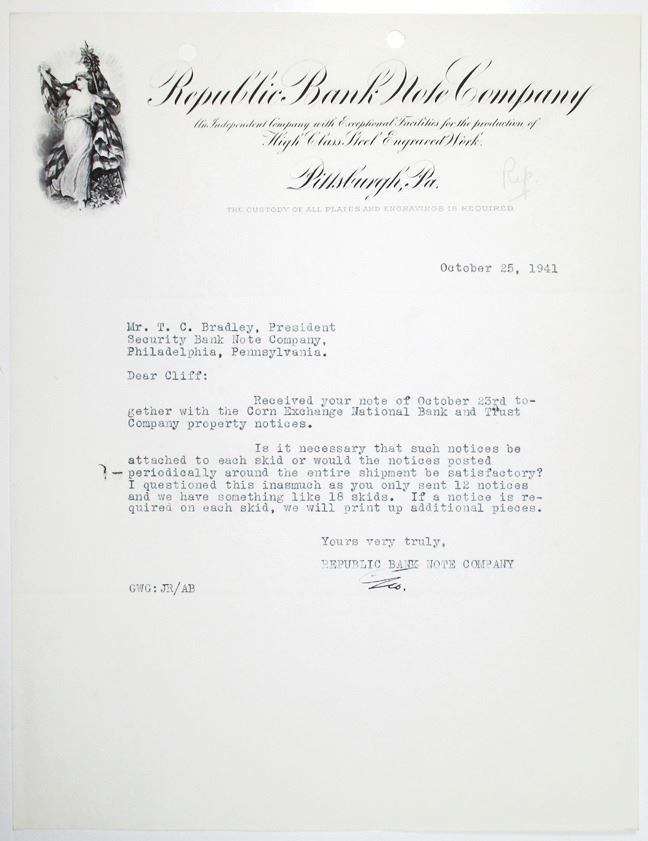 Republic Bank Note Company
An Independent Company with Exceptional Facilities for the production of
High Class Steel Engraved Work.
Pittsburgh, Pa.
Rep.
THE CUSTODY OF ALL PLATES AND ENGRAVINGS IS REQUIRED
October 25, 1941
Mr. T. C. Bradley, President
Security Bank Note Company,
Philadelphia, Pennsylvania.
Dear Cliff:
Received your note of October 23rd to-
gether with the Corn Exchange National Bank and Trust
Company property notices.
Is it necessary that such notices be
attached to each skid or would the notices posted
?- periodically around the entire shipment be satisfactory?
I questioned this inasmuch as you only sent 12 notices
and we have something like 18 skids. If a notice is re-
quired on each skid, we will print up additional pieces.
Yours very truly,
REPUBLIC BANK NOTE COMPANY
Geo.
GWG:JR/AB